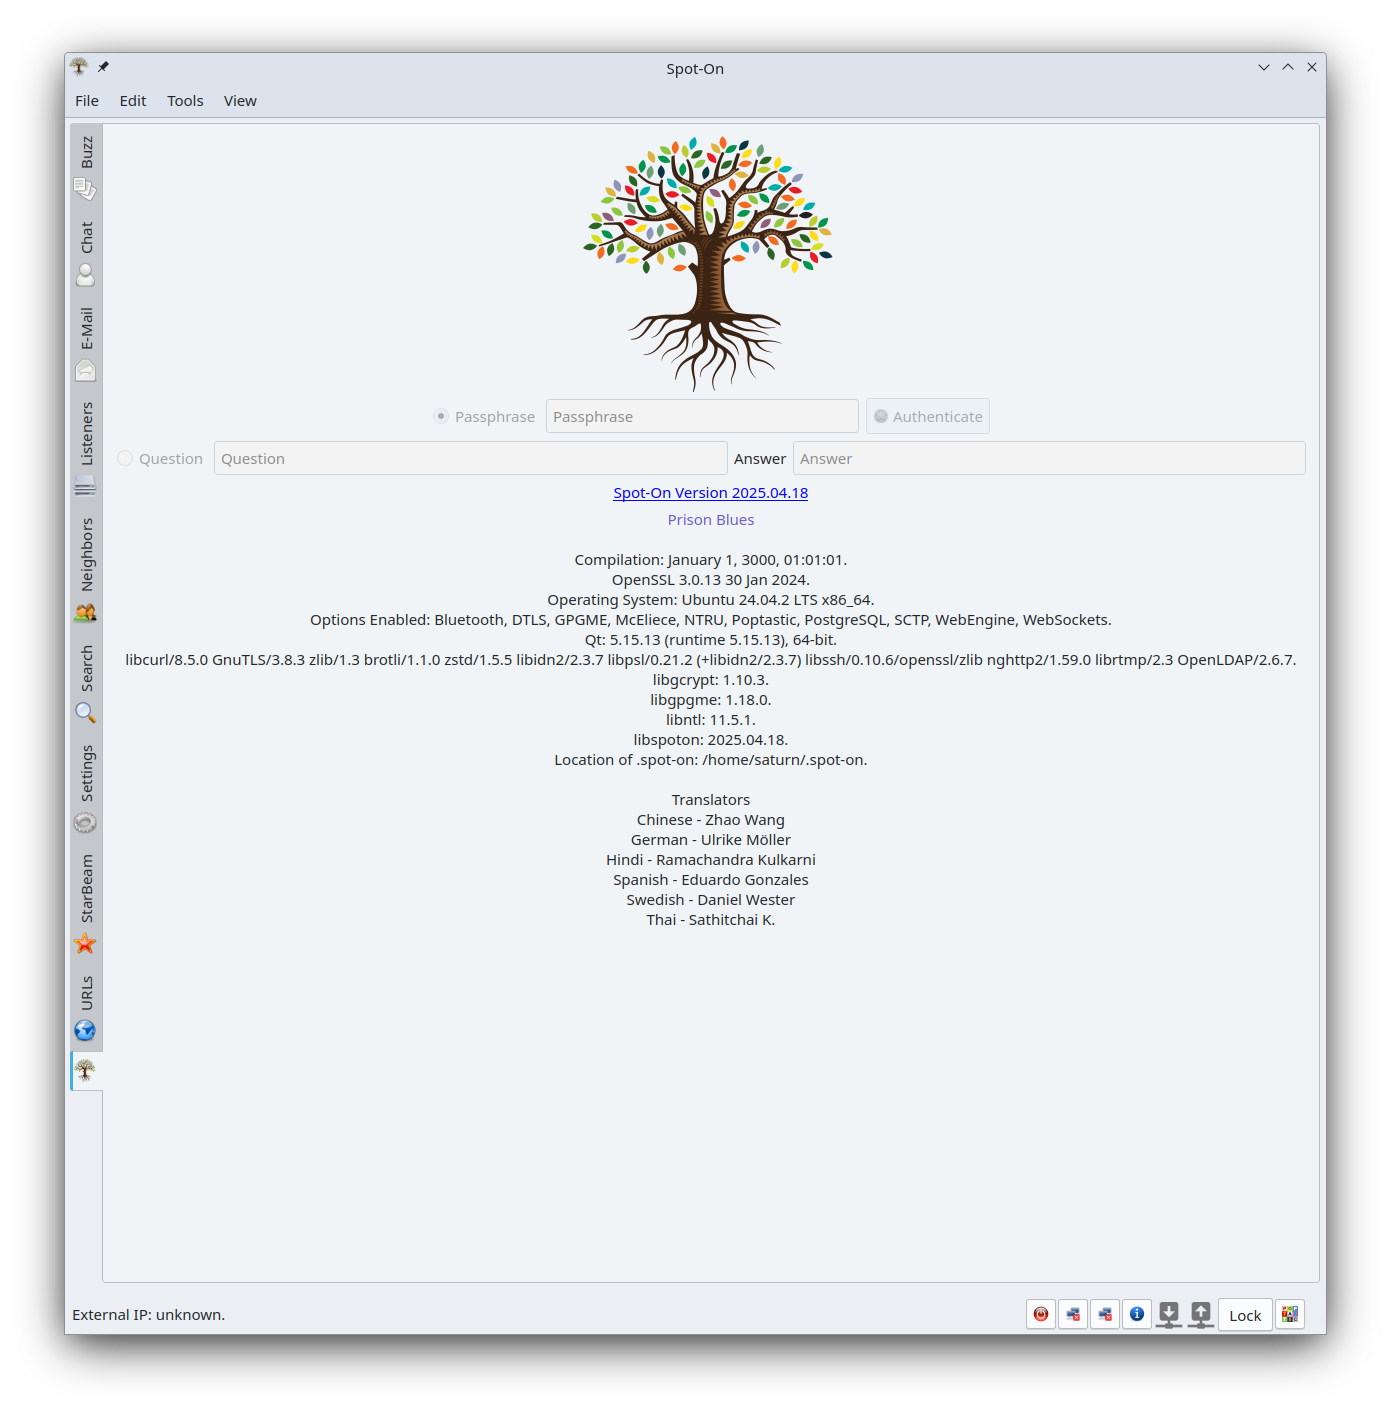 Spot-On
File Edit Tools View
Buzz
Chat
E-Mail
Listeners
Neighbors
Search
Settings
StarBeam
URLs
Passphrase Passphrase Authenticate
Question Question Answer Answer
Spot-On Version 2025.04.18
Prison Blues
Compilation: January 1, 3000, 01:01:01.
OpenSSL 3.0.13 30 Jan 2024.
Operating System: Ubuntu 24.04.2 LTS x86_64.
Options Enabled: Bluetooth, DTLS, GPGME, McEliece, NTRU, Poptastic, PostgreSQL, SCTP, WebEngine, WebSockets.
Qt: 5.15.13 (runtime 5.15.13), 64-bit.
libcurl/8.5.0 GnuTLS/3.8.3 zlib/1.3 brotli/1.1.0 zstd/1.5.5 libidn2/2.3.7 libpsl/0.21.2 (+libidn2/2.3.7) libssh/0.10.6/openssl/zlib nghttp2/1.59.0 librtmp/2.3 OpenLDAP/2.6.7.
libgcrypt: 1.10.3.
libgpgme: 1.18.0.
libntl: 11.5.1.
libspoton: 2025.04.18.
Location of .spot-on: /home/saturn/.spot-on.
Translators
Chinese - Zhao Wang
German - Ulrike Möller
Hindi - Ramachandra Kulkarni
Spanish - Eduardo Gonzales
Swedish - Daniel Wester
Thai - Sathitchai K.
External IP: unknown.
Lock